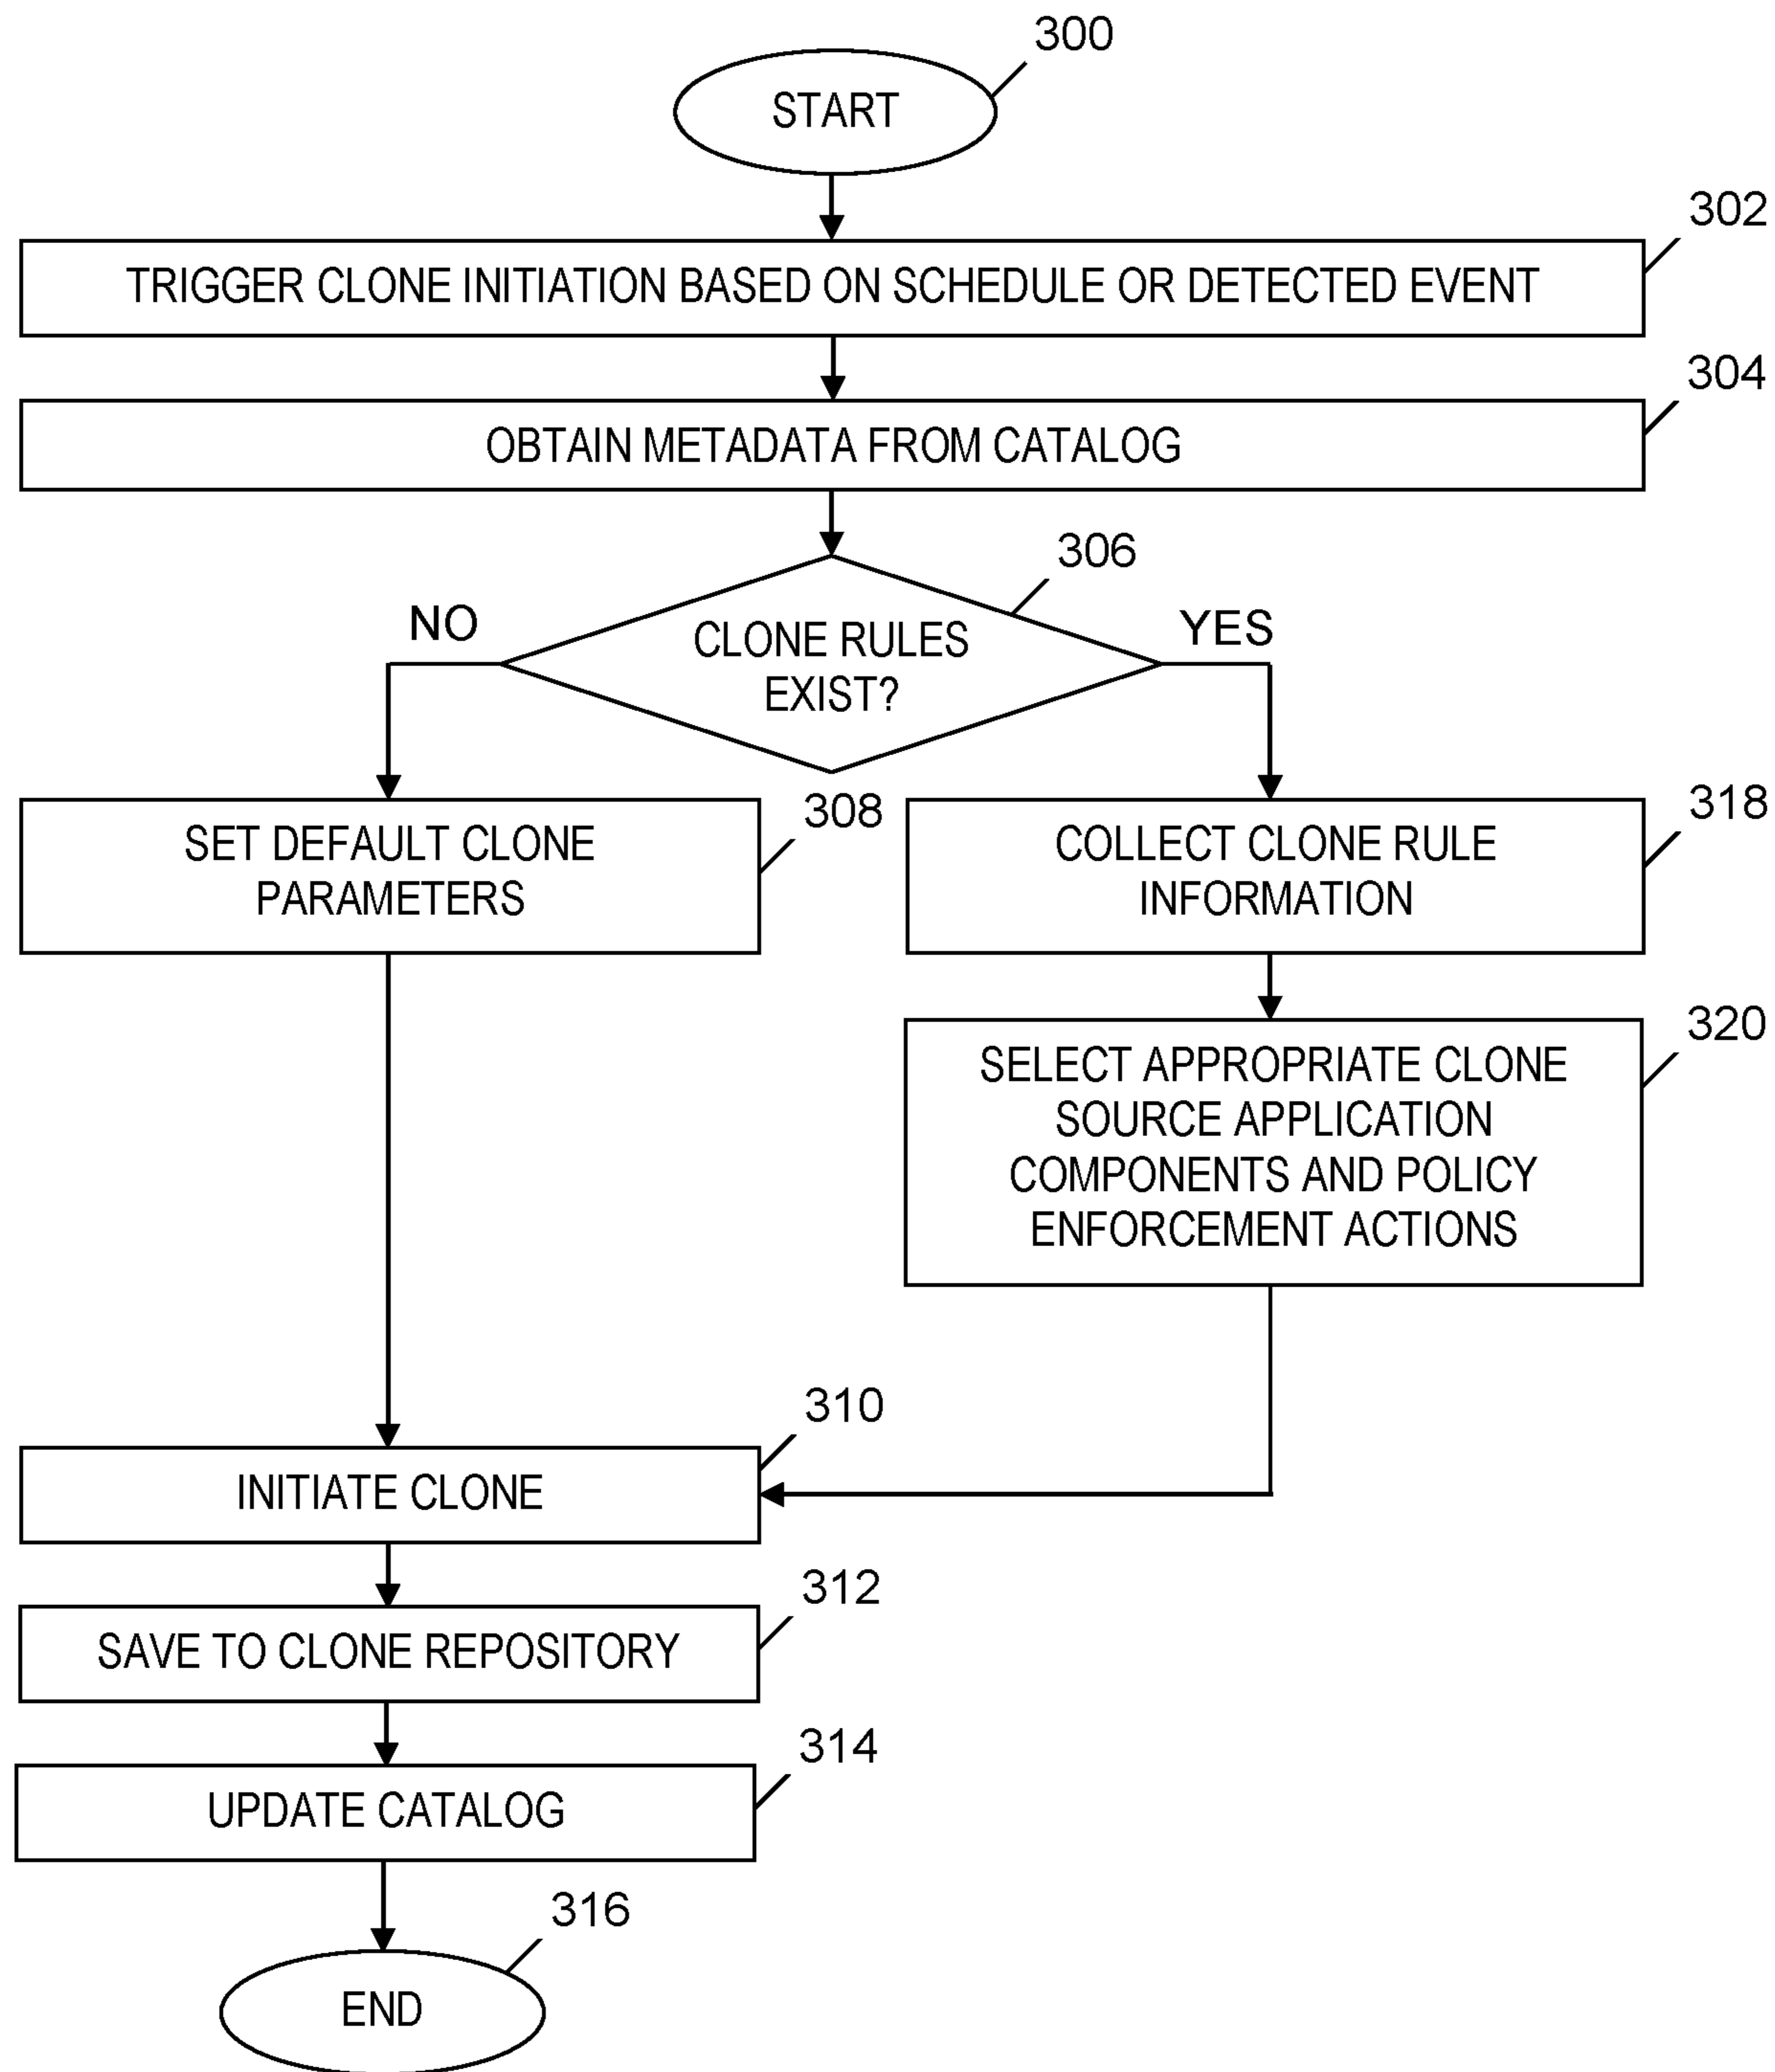 300
START
302
TRIGGER CLONE INITIATION BASED ON SCHEDULE OR DETECTED EVENT
304
OBTAIN METADATA FROM CATALOG
306
NO
YES
CLONE RULES
EXIST?
308
SET DEFAULT CLONE
PARAMETERS
318
COLLECT CLONE RULE
INFORMATION
320
SELECT APPROPRIATE CLONE
SOURCE APPLICATION
COMPONENTS AND POLICY
ENFORCEMENT ACTIONS
310
INITIATE CLONE
312
SAVE TO CLONE REPOSITORY
314
UPDATE CATALOG
316
END